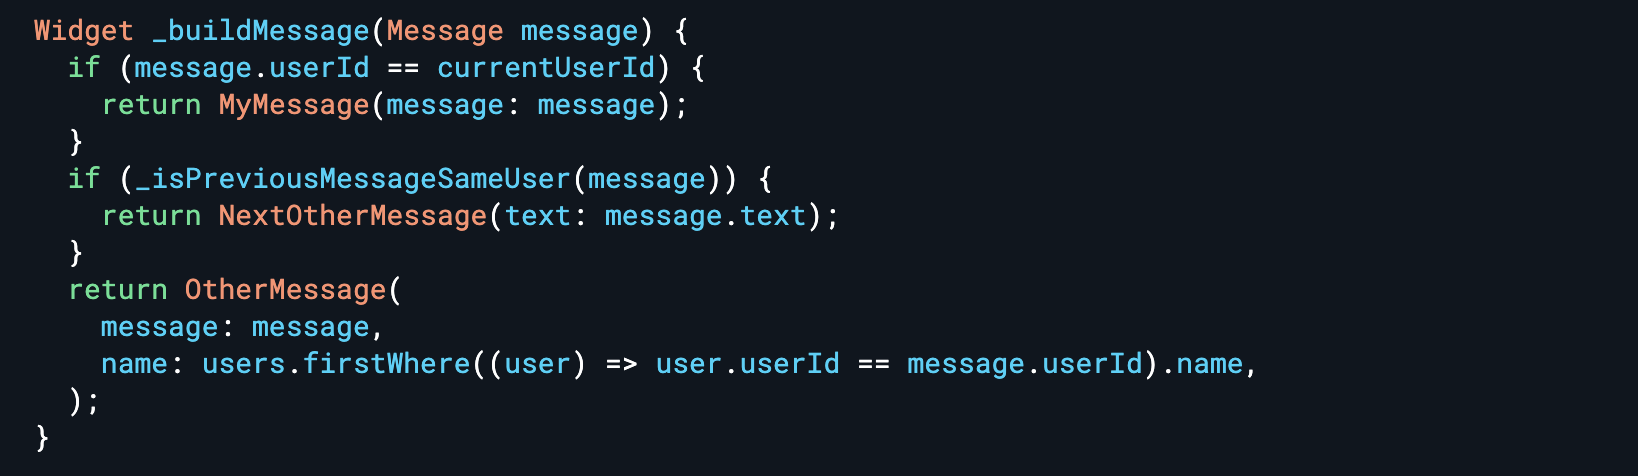 Widget _buildMessage(Message message) {
  if (message.userId == currentUserId) {
    return MyMessage(message: message);
  }
  if (_isPreviousMessageSameUser(message)) {
    return NextOtherMessage(text: message.text);
  }
  return OtherMessage(
    message: message,
    name: users.firstWhere((user) => user.userId == message.userId).name,
  );
}